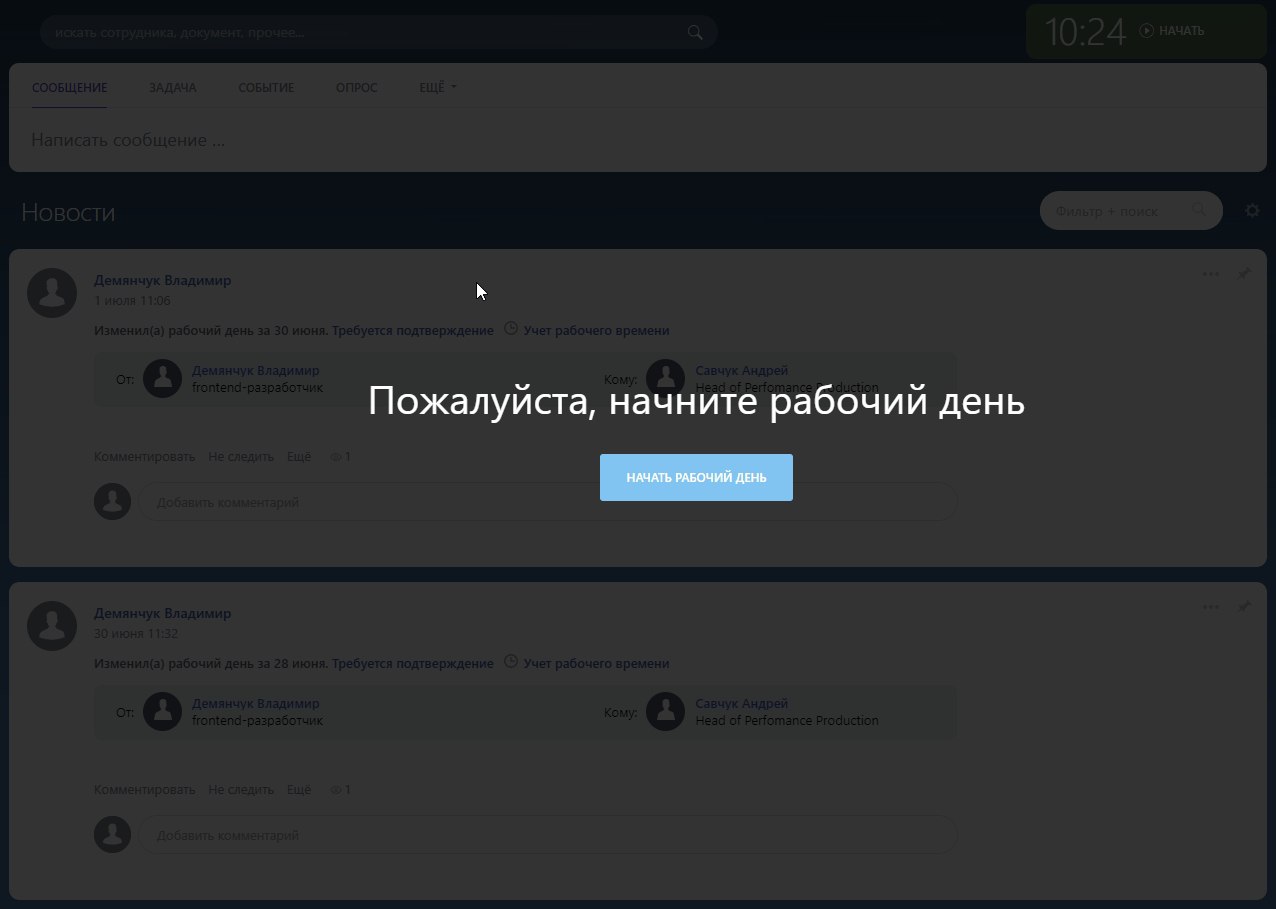 искать сотрудника, документ, прочее...
10:24 НАЧАТЬ
СООБЩЕНИЕ ЗАДАЧА СОБЫТИЕ ОПРОС ЕЩЁ
Написать сообщение ...
Новости
Фильтр + поиск
Демянчук Владимир
1 июля 11:06
Изменил(а) рабочий день за 30 июня. Требуется подтверждение Учет рабочего времени
От: Демянчук Владимир
frontend-разработчик
Кому: Савчук Андрей
Head of Perfomance Production
Пожалуйста, начните рабочий день
НАЧАТЬ РАБОЧИЙ ДЕНЬ
Комментировать Не следить Ещё 1
Добавить комментарий
Демянчук Владимир
30 июня 11:32
Изменил(а) рабочий день за 28 июня. Требуется подтверждение Учет рабочего времени
От: Демянчук Владимир
frontend-разработчик
Кому: Савчук Андрей
Head of Perfomance Production
Комментировать Не следить Ещё 1
Добавить комментарий